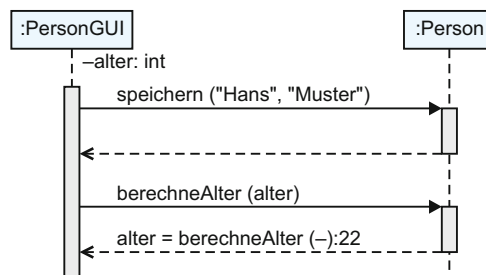 :PersonGUI
:Person
–alter: int
speichern ("Hans", "Muster")
berechneAlter (alter)
alter = berechneAlter (–):22